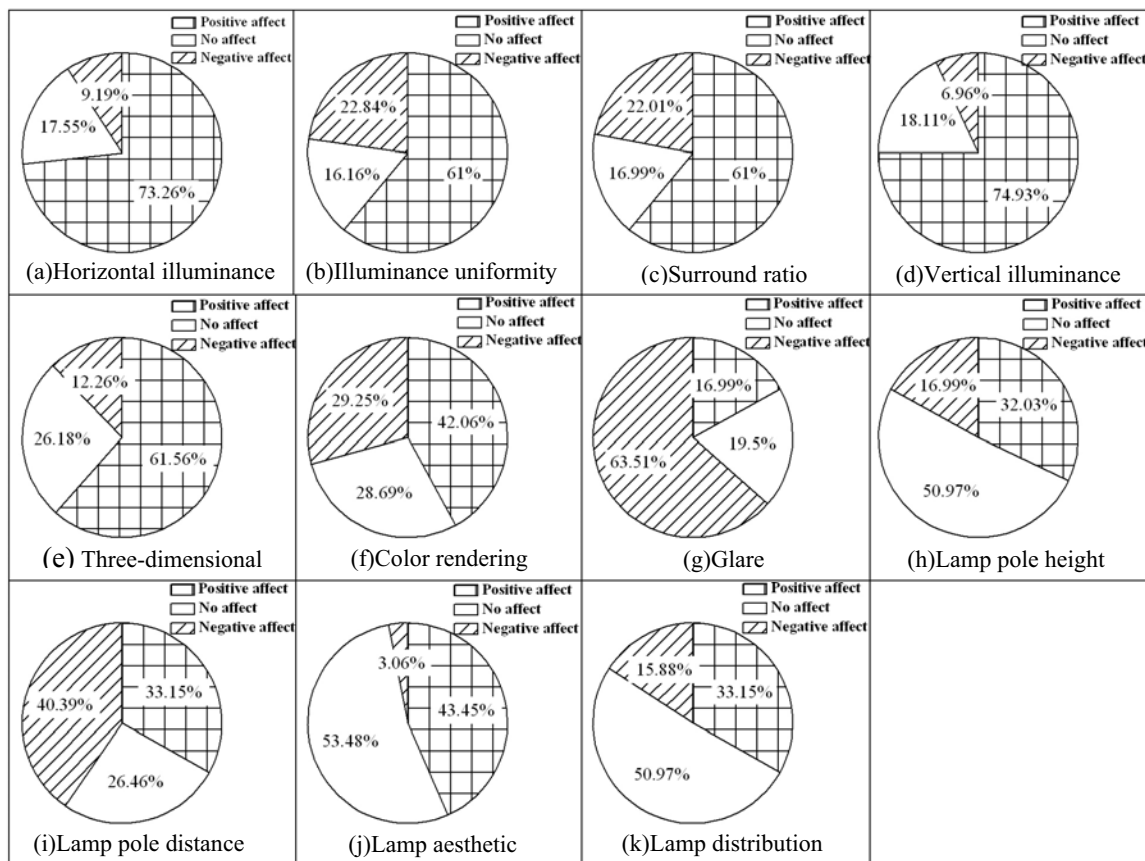 Positive affect
No affect
Negative affect
9.19%
17.55%
73.26%
(a)Horizontal illuminance
Positive affect
No affect
Negative affect
22.84%
16.16%
61%
(b)Illuminance uniformity
Positive affect
No affect
Negative affect
22.01%
16.99%
61%
(c)Surround ratio
Positive affect
No affect
Negative affect
6.96%
18.11%
74.93%
(d)Vertical illuminance
Positive affect
No affect
Negative affect
12.26%
26.18%
61.56%
(e) Three-dimensional
Positive affect
No affect
Negative affect
29.25%
42.06%
28.69%
(f)Color rendering
Positive affect
No affect
Negative affect
16.99%
19.5%
63.51%
(g)Glare
Positive affect
No affect
Negative affect
16.99%
32.03%
50.97%
(h)Lamp pole height
Positive affect
No affect
Negative affect
33.15%
40.39%
26.46%
(i)Lamp pole distance
Positive affect
No affect
Negative affect
3.06%
43.45%
53.48%
(j)Lamp aesthetic
Positive affect
No affect
Negative affect
15.88%
33.15%
50.97%
(k)Lamp distribution